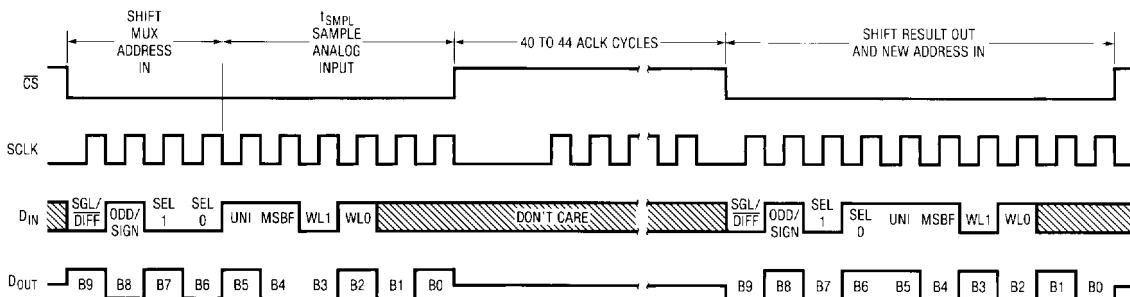 SHIFT
MUX
ADDRESS
IN
tSMPL
SAMPLE
ANALOG
INPUT
40 TO 44 ACLK CYCLES
SHIFT RESULT OUT
AND NEW ADDRESS IN
CS
SCLK
DIN
SGL/
DIFF
ODD/
SIGN
SEL
1
SEL
0
UNI
MSBF
WL1
WL0
DON'T CARE
SGL/
DIFF
ODD/
SIGN
SEL
1
SEL
0
UNI
MSBF
WL1
WL0
DOUT
B9
B8
B7
B6
B5
B4
B3
B2
B1
B0
B9
B8
B7
B6
B5
B4
B3
B2
B1
B0